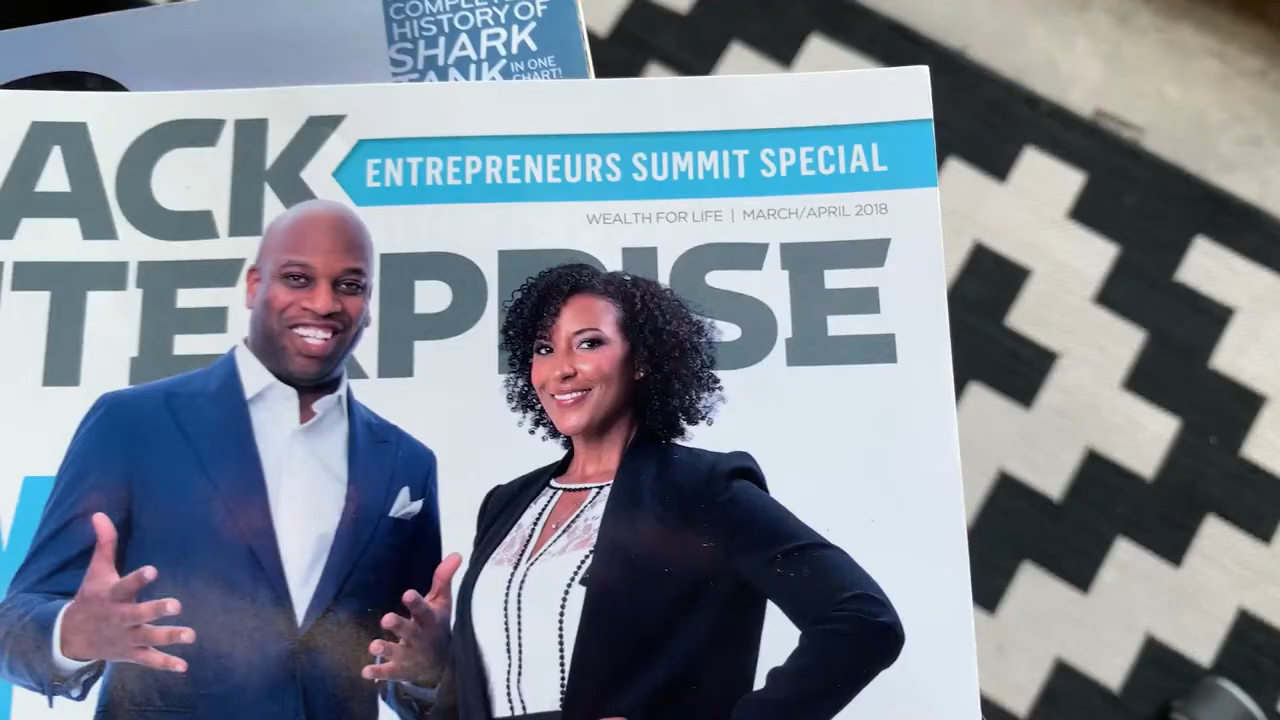 COMPLETE
HISTORY OF
SHARK
TANK IN ONE
CHART!
ACK
ENTREPRENEURS SUMMIT SPECIAL
WEALTH FOR LIFE | MARCH/APRIL 2018
TERPRISE